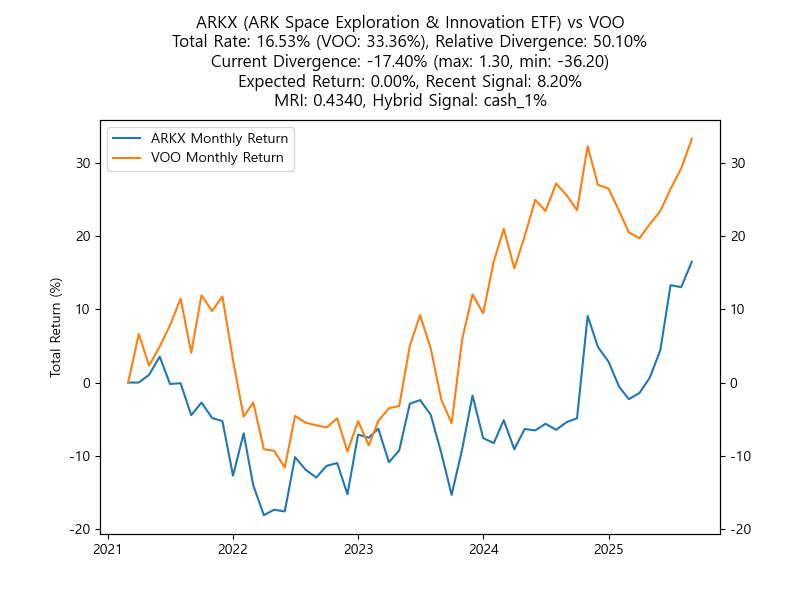 ARKX (ARK Space Exploration & Innovation ETF) vs VOO
Total Rate: 16.53% (VOO: 33.36%), Relative Divergence: 50.10%
Current Divergence: -17.40% (max: 1.30, min: -36.20)
Expected Return: 0.00%, Recent Signal: 8.20%
MRI: 0.4340, Hybrid Signal: cash_1%
ARKX Monthly Return
VOO Monthly Return
Total Return (%)
30
20
10
0
-10
-20
30
20
10
0
-10
-20
2021 2022 2023 2024 2025